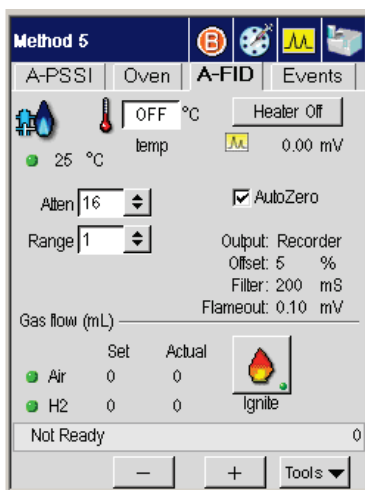 Method 5
B
A-PSSI Oven A-FID Events
OFF °C Heater Off
temp 0.00 mV
25 °C
Atten 16 AutoZero
Range 1 Output: Recorder
Offset: 5 %
Filter: 200 mS
Flameout: 0.10 mV
Gas flow (mL)
Set Actual
Air 0 0
H2 0 0 Ignite
Not Ready 0
− + Tools